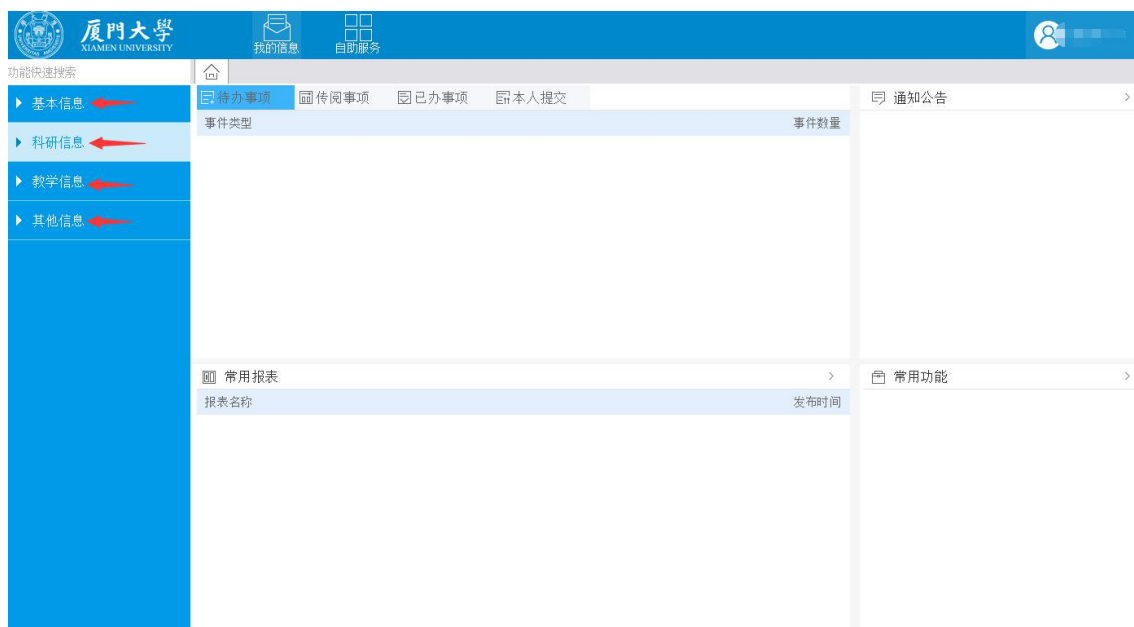 厦門大學
XIAMEN UNIVERSITY
我的信息 自助服务
功能快速搜索
基本信息
科研信息
教学信息
其他信息
待办事项 传阅事项 已办事项 本人提交
事件类型 事件数量
通知公告
常用报表
报表名称 发布时间
常用功能